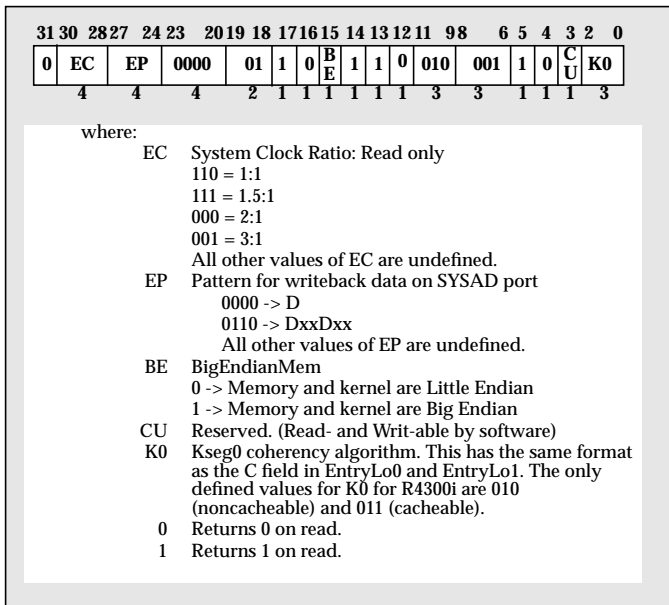 31 30 28 27 24 23 20 19 18 17 16 15 14 13 12 11 9 8 6 5 4 3 2 0
0 EC EP 0000 01 1 0 BE 1 1 0 010 001 1 0 CU K0
4 4 4 2 1 1 1 1 1 1 3 3 1 1 1 3
where:
EC System Clock Ratio: Read only
110 = 1:1
111 = 1.5:1
000 = 2:1
001 = 3:1
All other values of EC are undefined.
EP Pattern for writeback data on SYSAD port
0000 -> D
0110 -> DxxDxx
All other values of EP are undefined.
BE BigEndianMem
0 -> Memory and kernel are Little Endian
1 -> Memory and kernel are Big Endian
CU Reserved. (Read- and Writ-able by software)
K0 Kseg0 coherency algorithm. This has the same format
as the C field in EntryLo0 and EntryLo1. The only
defined values for K0 for R4300i are 010
(noncacheable) and 011 (cacheable).
0 Returns 0 on read.
1 Returns 1 on read.